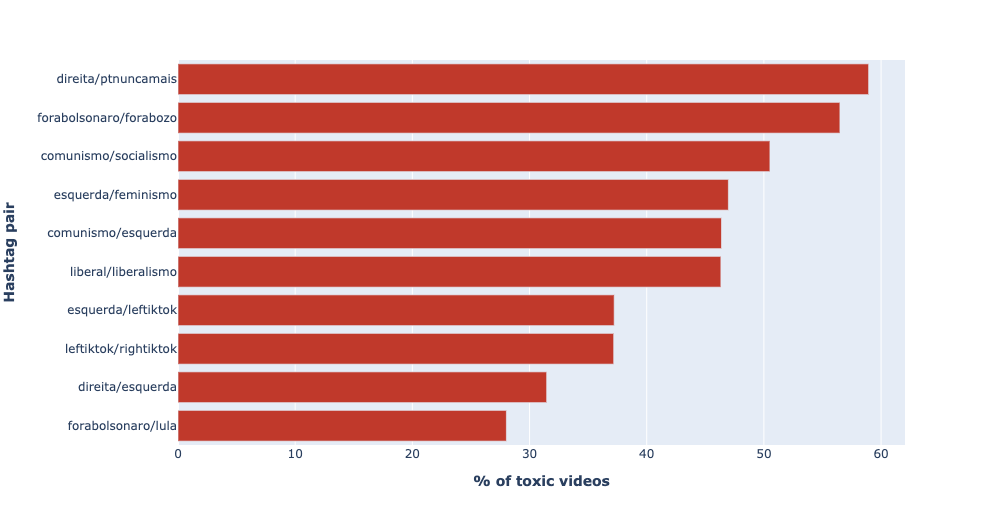 direita/ptnuncamais
forabolsonaro/forabozo
comunismo/socialismo
esquerda/feminismo
comunismo/esquerda
liberal/liberalismo
esquerda/leftiktok
leftiktok/rightiktok
direita/esquerda
forabolsonaro/lula
Hashtag pair
0 10 20 30 40 50 60
% of toxic videos